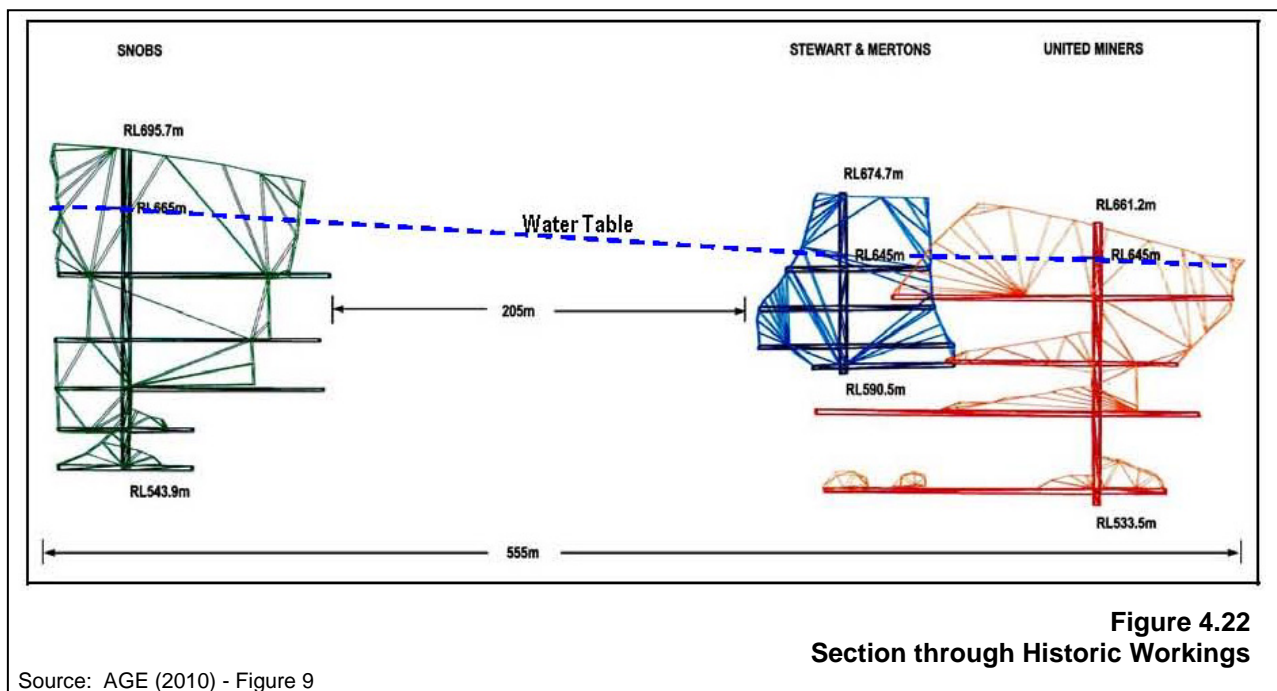 SNOBS
STEWART & MERTONS
UNITED MINERS
RL695.7m
RL674.7m
RL661.2m
RL665m
Water Table
RL645m
RL645m
205m
RL590.5m
RL543.9m
RL533.5m
555m
Figure 4.22
Section through Historic Workings
Source: AGE (2010) - Figure 9